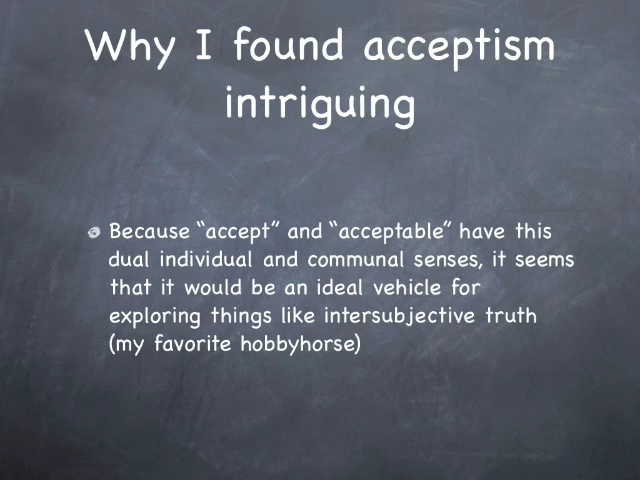 Why I found acceptism
intriguing
Because “accept” and “acceptable” have this
dual individual and communal senses, it seems
that it would be an ideal vehicle for
exploring things like intersubjective truth
(my favorite hobbyhorse)